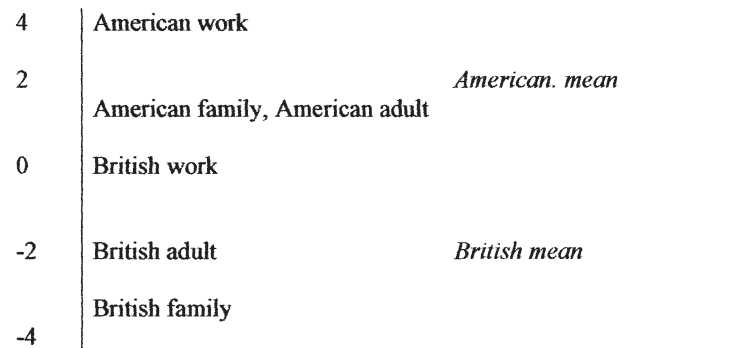 4 American work
2 American. mean
American family, American adult
0 British work
-2 British adult British mean
British family
-4